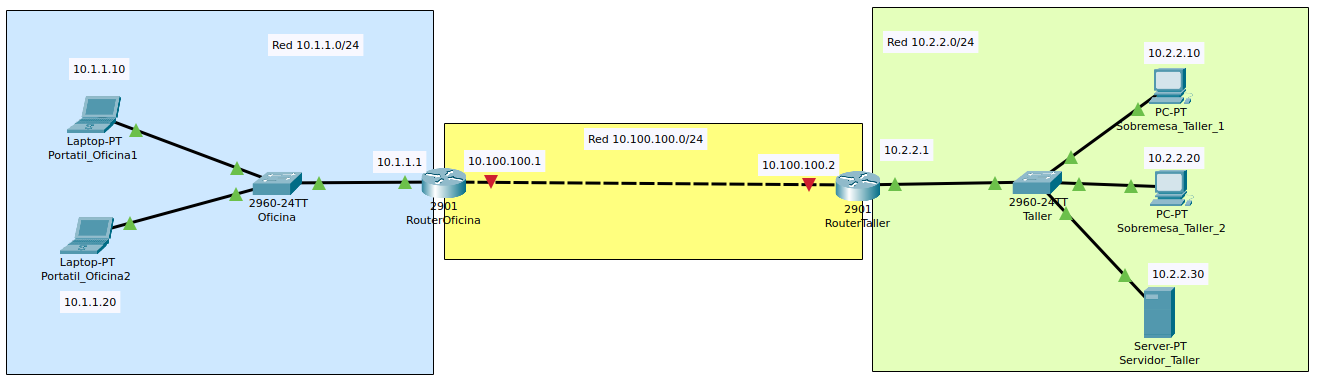 Red 10.1.1.0/24
10.1.1.10
Laptop-PT
Portatil_Oficina1
2960-24TT
Oficina
Laptop-PT
Portatil_Oficina2
10.1.1.20
10.1.1.1
2901
RouterOficina
Red 10.100.100.0/24
10.100.100.1
10.100.100.2
2901
RouterTaller
Red 10.2.2.0/24
10.2.2.1
2960-24TT
Taller
10.2.2.10
PC-PT
Sobremesa_Taller_1
10.2.2.20
PC-PT
Sobremesa_Taller_2
10.2.2.30
Server-PT
Servidor_Taller